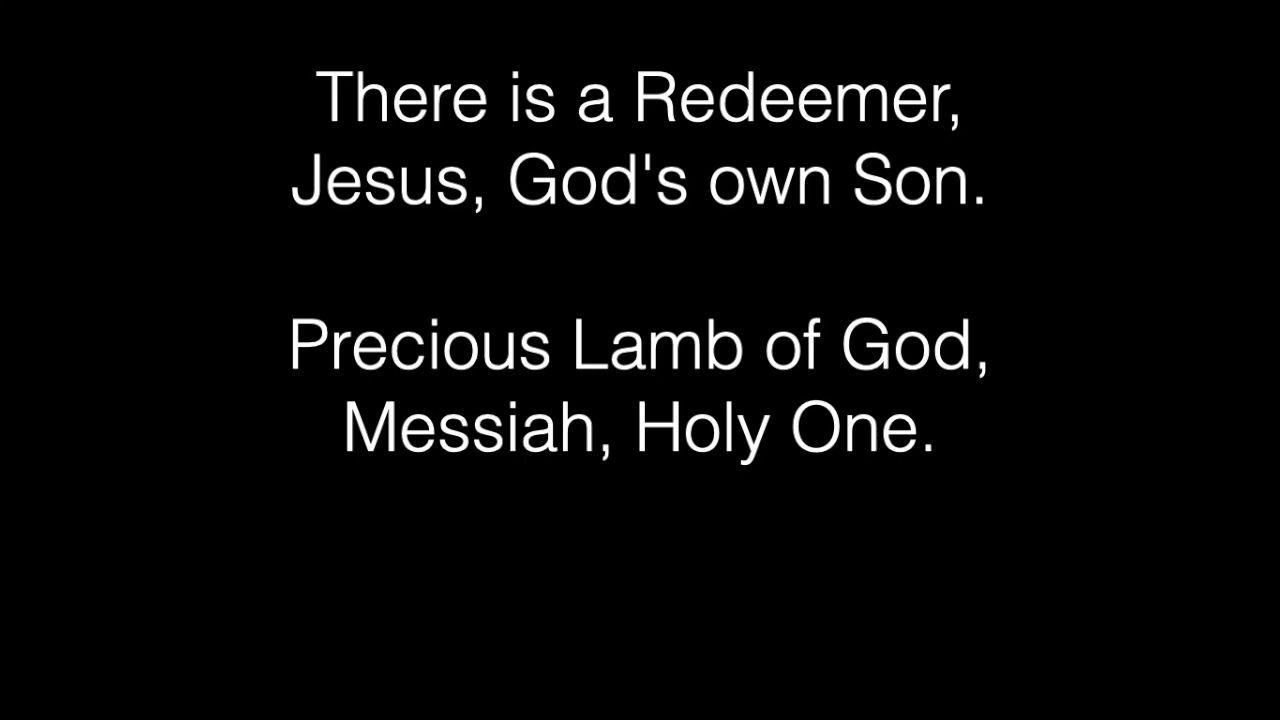 There is a Redeemer,
Jesus, God's own Son.
Precious Lamb of God,
Messiah, Holy One.